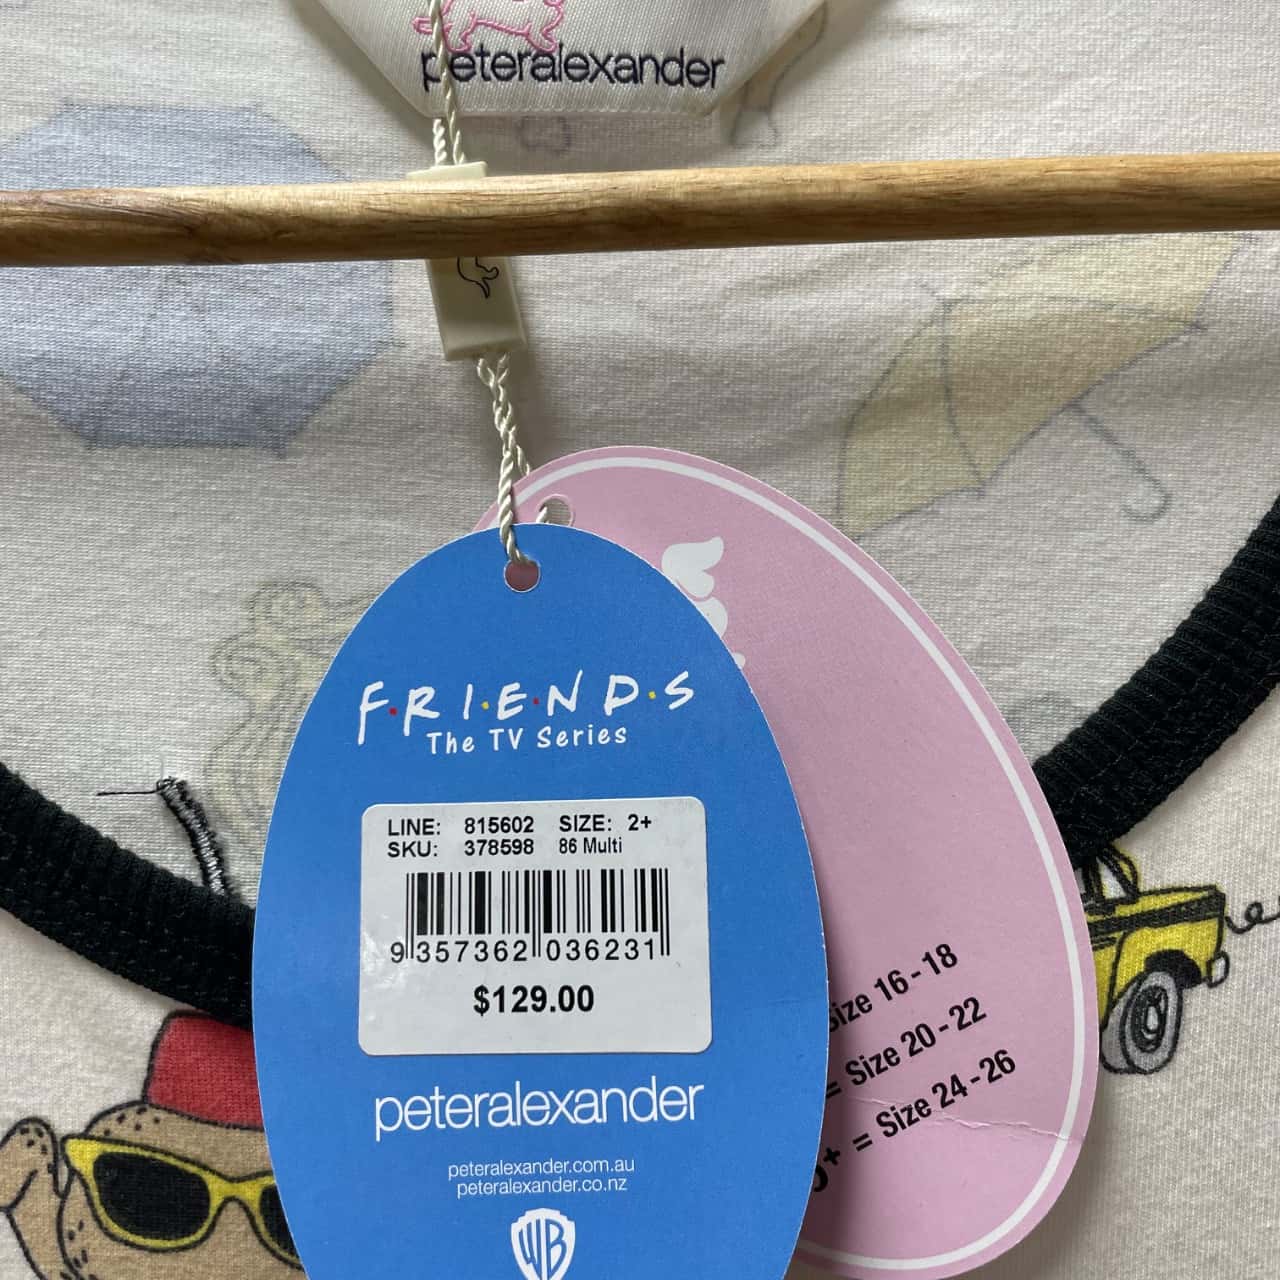 peteralexander
F·R·I·E·N·D·S
The TV Series
LINE: 815602 SIZE: 2+
SKU: 378598 86 Multi
9 357362 036231
$129.00
peteralexander
peteralexander.com.au
peteralexander.co.nz
WB
Size 16-18
= Size 20-22
+ = Size 24-26